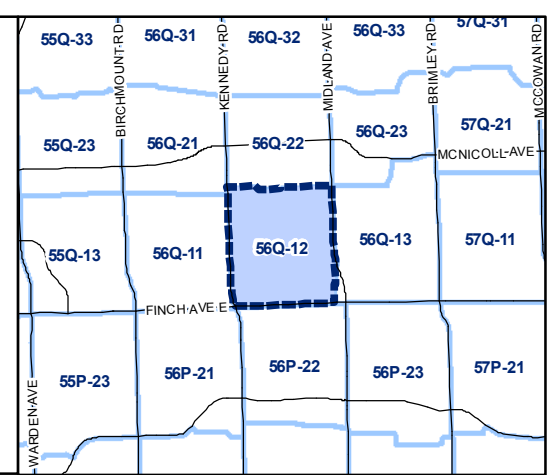 55Q-33
56Q-31
56Q-32
56Q-33
57Q-31
BIRCHMOUNT RD
KENNEDY RD
MIDLAND AVE
BRIMLEY RD
MCCOWAN RD
55Q-23
56Q-21
56Q-22
56Q-23
57Q-21
MCNICOLL AVE
55Q-13
56Q-11
56Q-12
56Q-13
57Q-11
FINCH AVE E
WARDEN AVE
55P-23
56P-21
56P-22
56P-23
57P-21